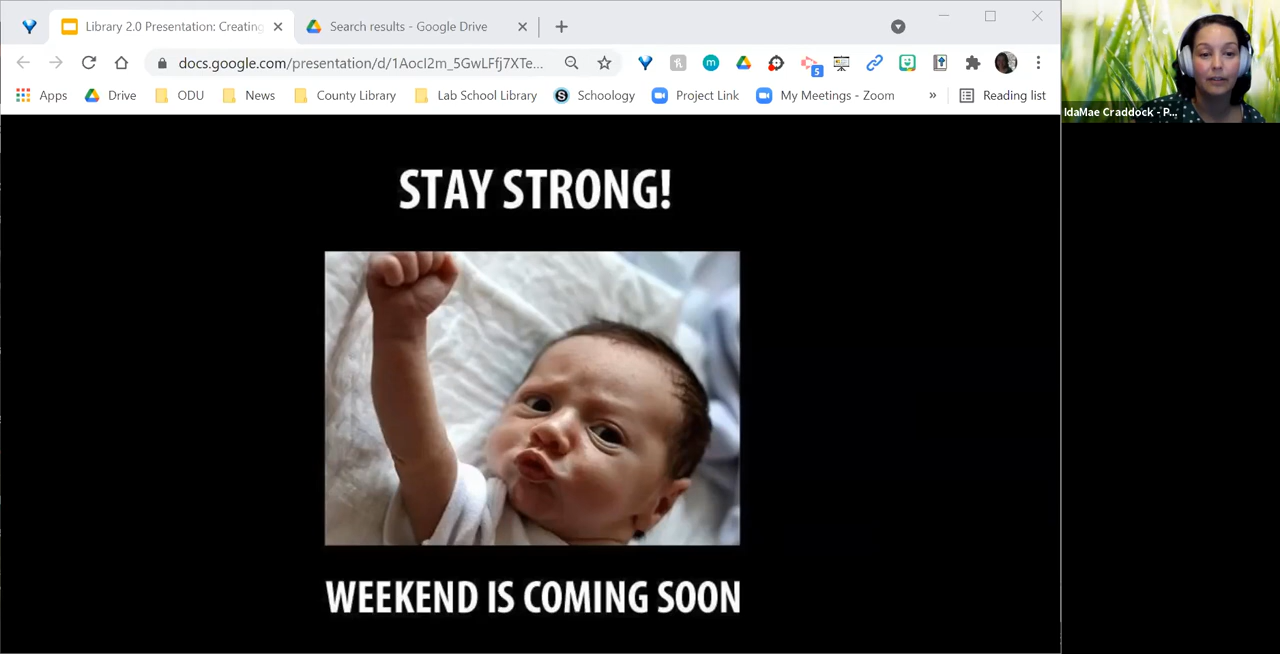 Library 2.0 Presentation: Creating
Search results - Google Drive
docs.google.com/presentation/d/1AocI2m_5GwLFfj7XTe...
5
Apps
Drive
ODU
News
County Library
Lab School Library
Schoology
Project Link
My Meetings - Zoom
»
Reading list
IdaMae Craddock - P...
STAY STRONG!
WEEKEND IS COMING SOON